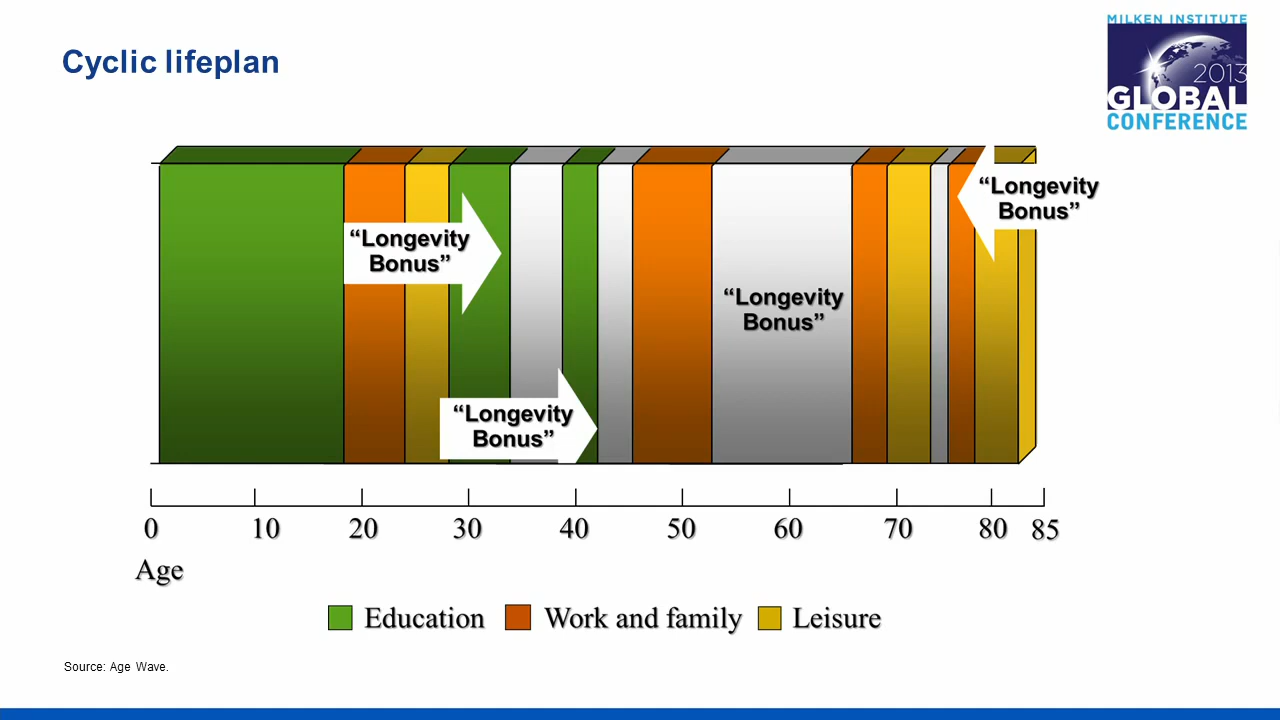 MILKEN INSTITUTE
2013
GLOBAL
CONFERENCE
Cyclic lifeplan
“Longevity
Bonus”
“Longevity
Bonus”
“Longevity
Bonus”
“Longevity
Bonus”
0 10 20 30 40 50 60 70 80 85
Age
Education Work and family Leisure
Source: Age Wave.